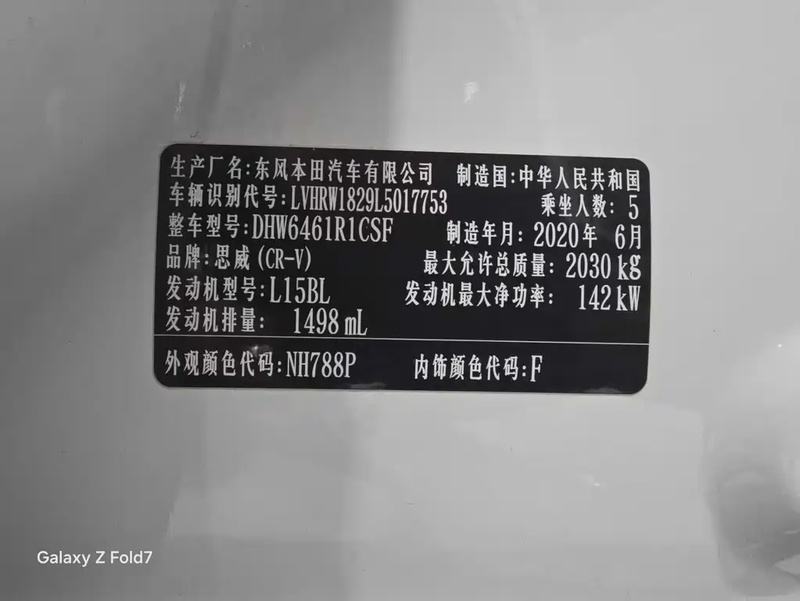 生产厂名:东风本田汽车有限公司 制造国:中华人民共和国
车辆识别代号:LVHRW1829L5017753 乘坐人数: 5
整车型号:DHW6461R1CSF 制造年月: 2020年 6月
品牌:思威(CR-V) 最大允许总质量: 2030 kg
发动机型号:L15BL 发动机最大净功率: 142 kW
发动机排量: 1498 mL
外观颜色代码:NH788P 内饰颜色代码:F
Galaxy Z Fold7